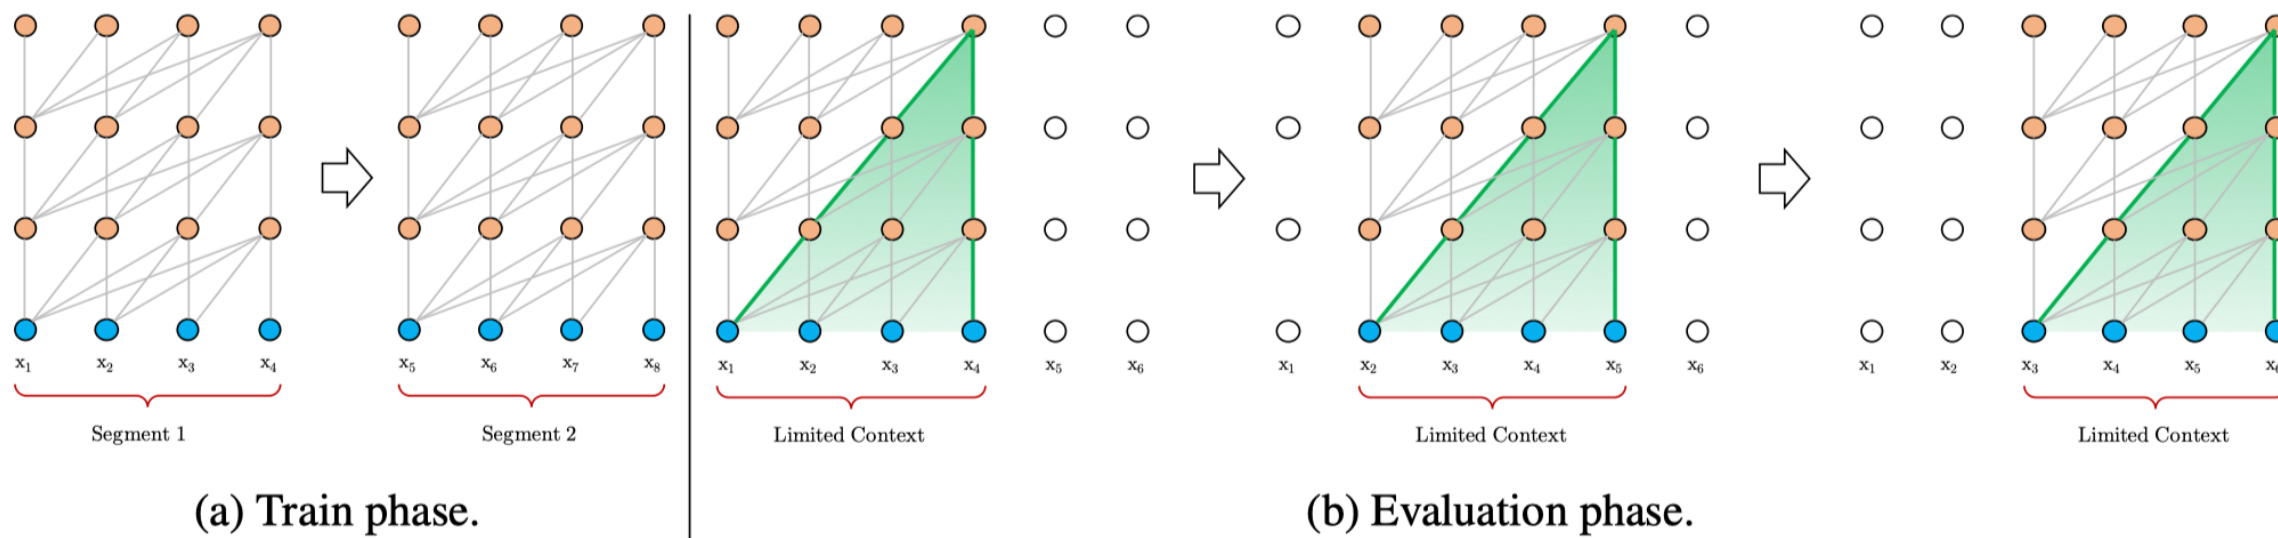 x₁ x₂ x₃ x₄ x₅ x₆ x₇ x₈ x₁ x₂ x₃ x₄ x₅ x₆ x₁ x₂ x₃ x₄ x₅ x₆ x₁ x₂ x₃ x₄ x₅
Segment 1 Segment 2 Limited Context Limited Context Limited Context
(a) Train phase. (b) Evaluation phase.